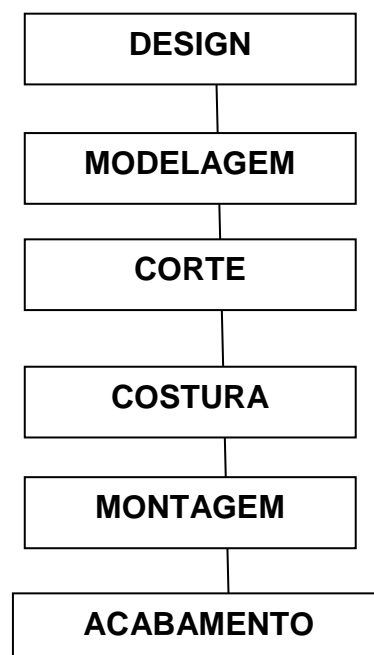 DESIGN
MODELAGEM
CORTE
COSTURA
MONTAGEM
ACABAMENTO